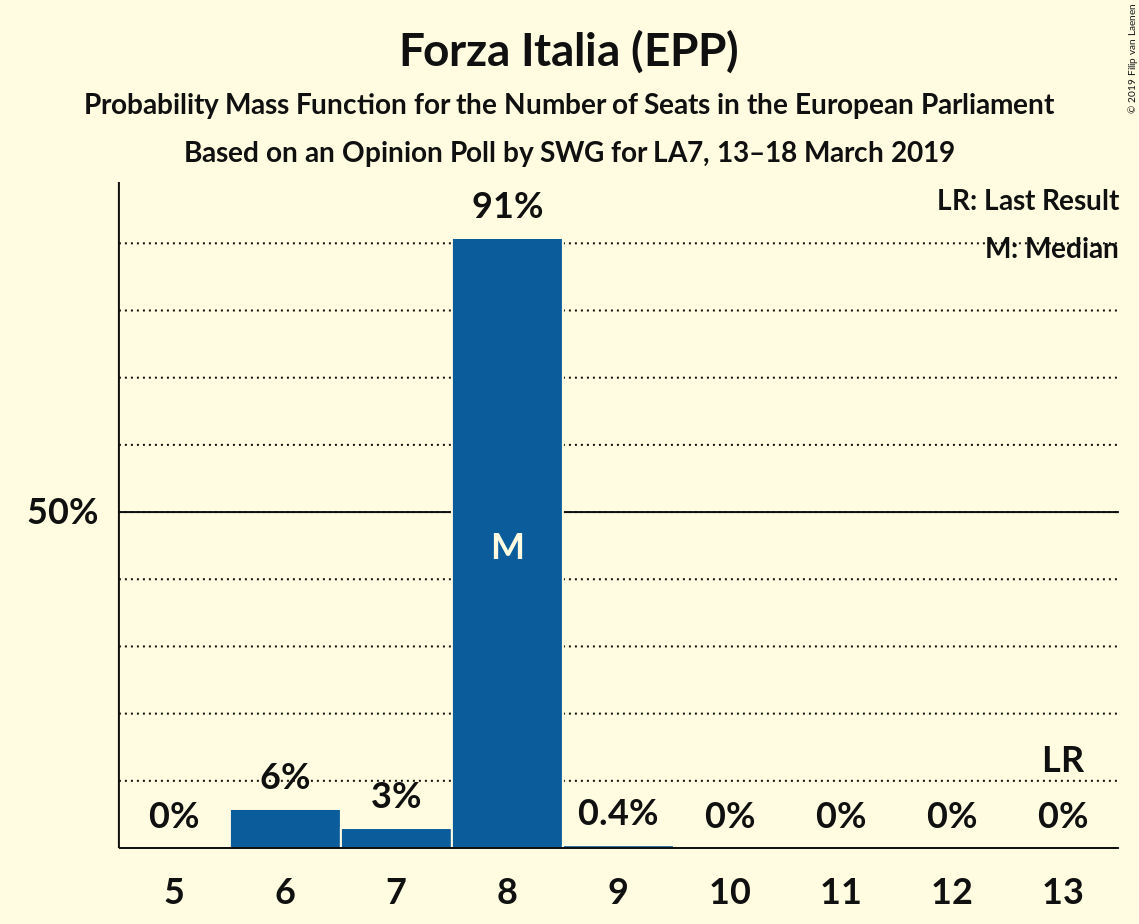 Forza Italia (EPP)
Probability Mass Function for the Number of Seats in the European Parliament
Based on an Opinion Poll by SWG for LA7, 13–18 March 2019
© 2019 Filip van Laenen
LR: Last Result
M: Median
91%
50%
M
LR
6%
3%
0%
0.4%
0%
0%
0%
0%
5 6 7 8 9 10 11 12 13